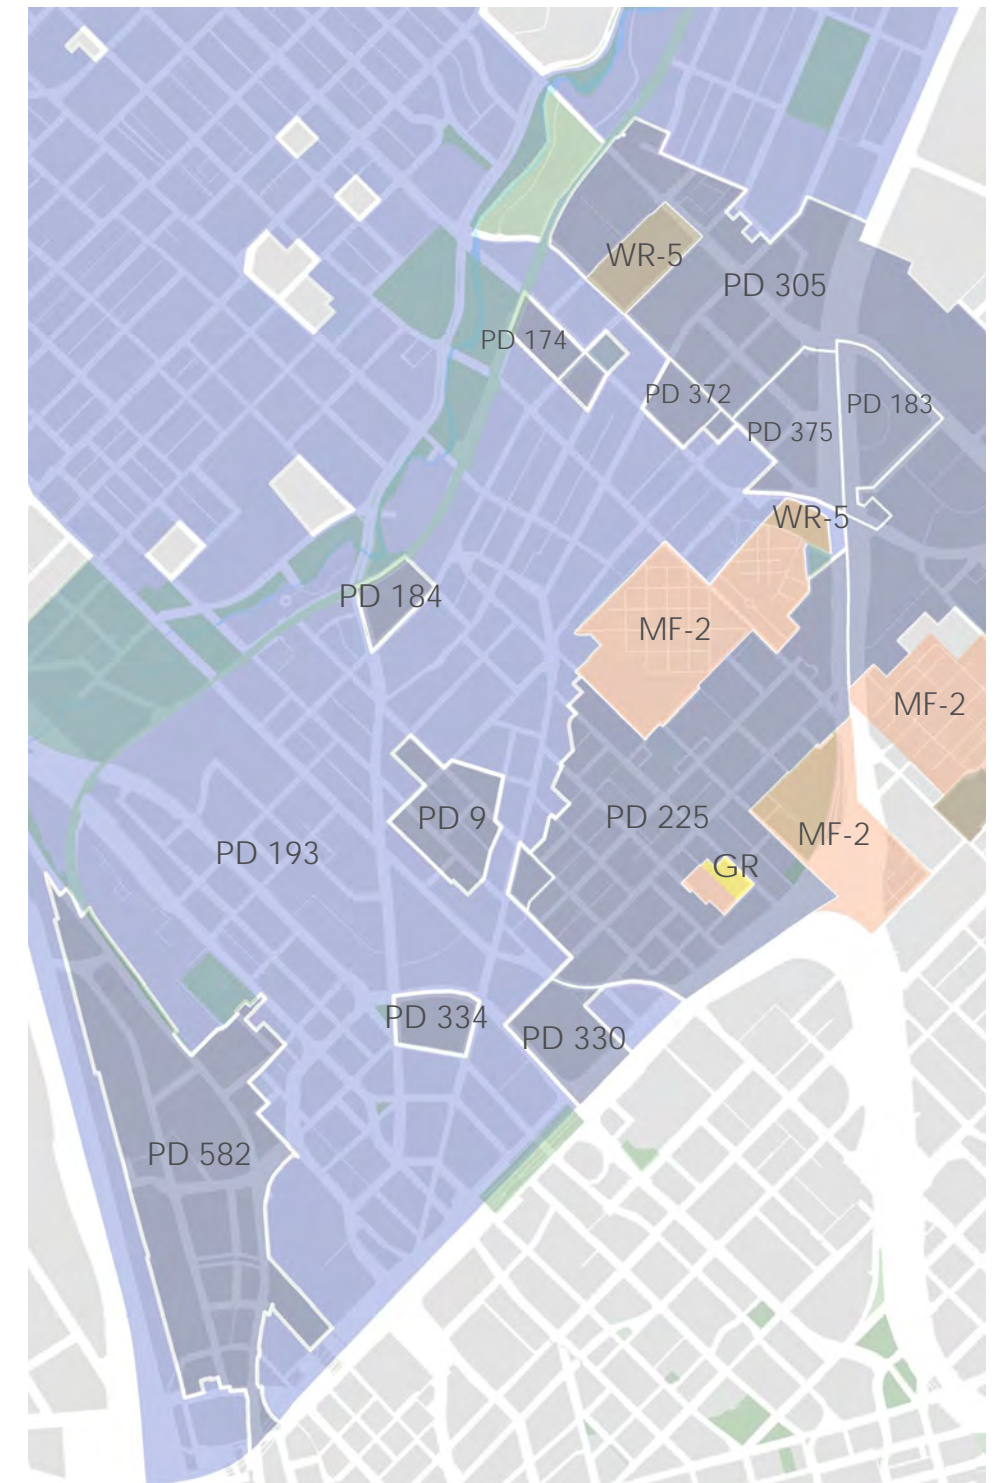 WR-5
PD 305
PD 174
PD 372
PD 183
PD 375
WR-5
PD 184
MF-2
MF-2
PD 9
PD 225
MF-2
PD 193
GR
PD 334
PD 330
PD 582